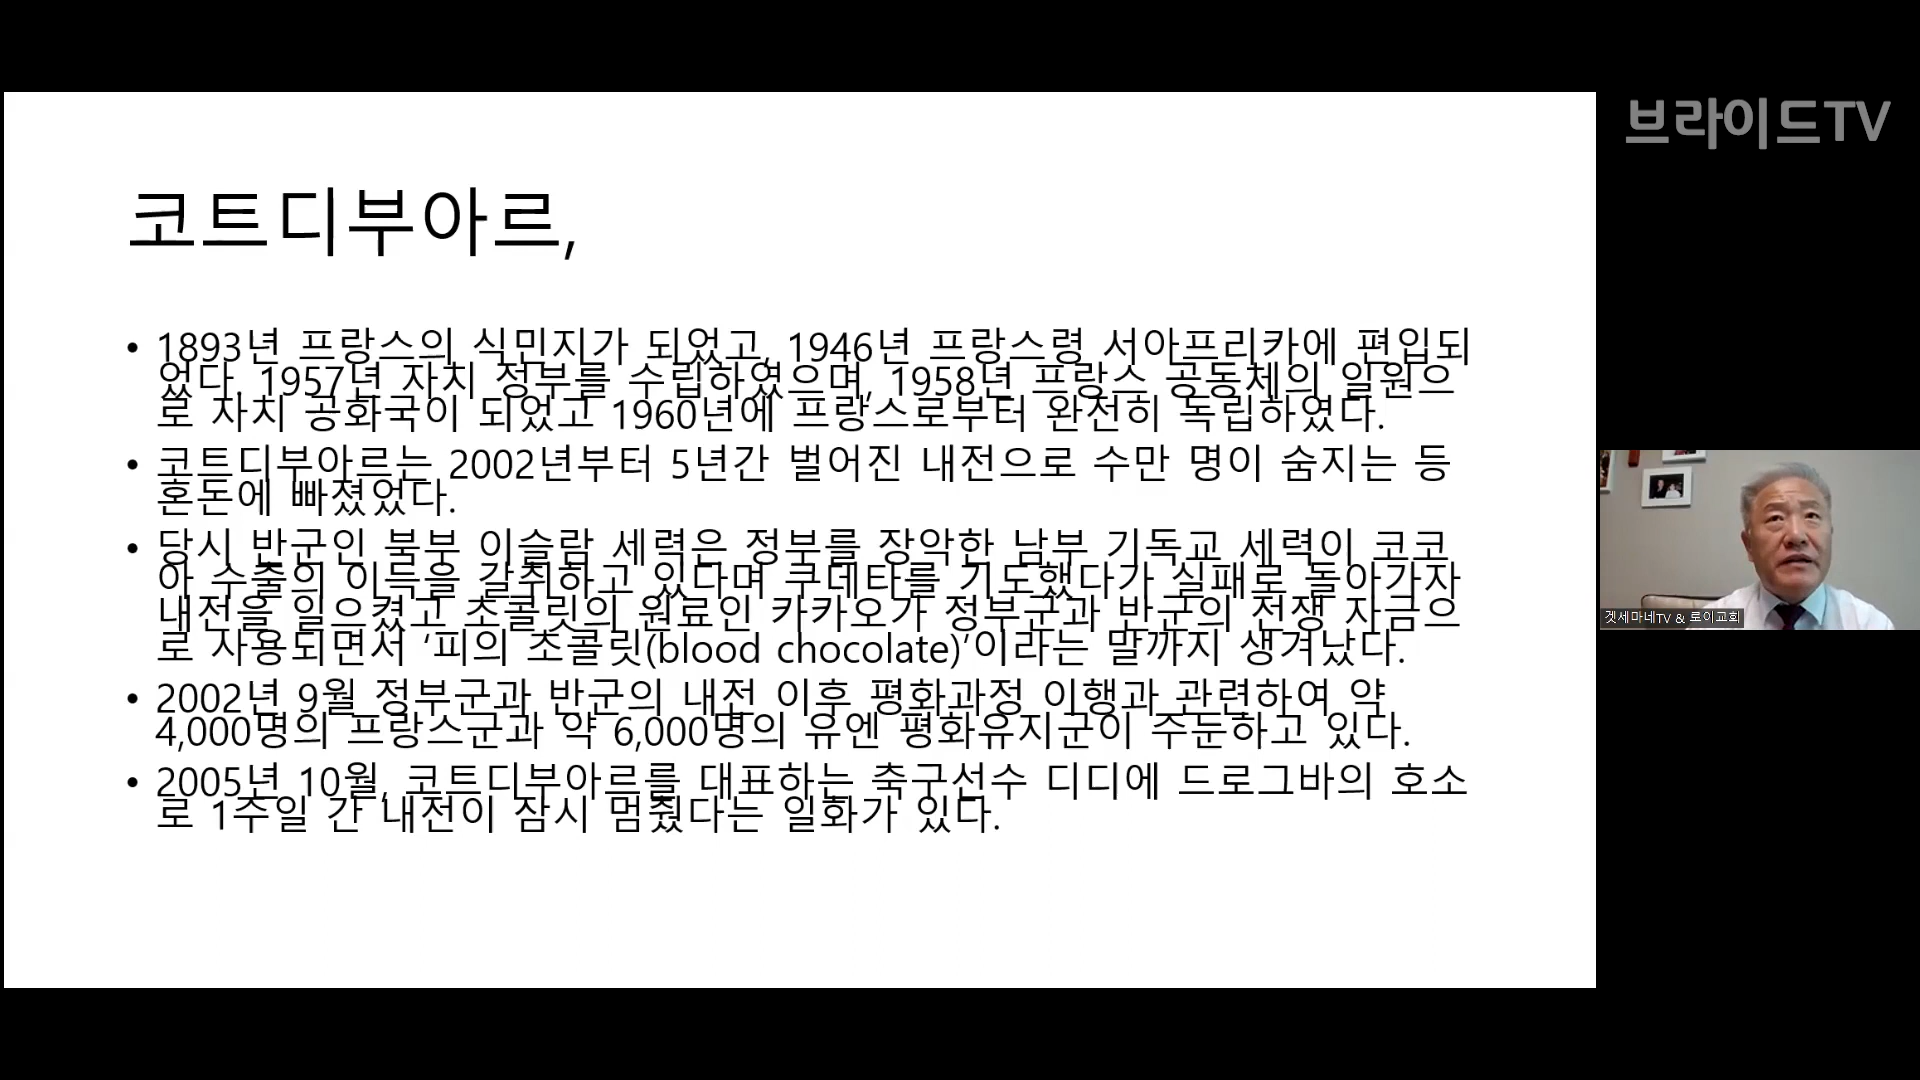 브라이드TV
코트디부아르,
• 1893년 프랑스의 식민지가 되었고, 1946년 프랑스령 서아프리카에 편입되
었다. 1957년 자치 정부를 수립하였으며, 1958년 프랑스 공동체의 일원으
로 자치 공화국이 되었고 1960년에 프랑스로부터 완전히 독립하였다.
• 코트디부아르는 2002년부터 5년간 벌어진 내전으로 수만 명이 숨지는 등
혼돈에 빠졌었다.
• 당시 반군인 북부 이슬람 세력은 정부를 장악한 남부 기독교 세력이 코코
아 수출의 이득을 갈취하고 있다며 쿠데타를 기도했다가 실패로 돌아가자
내전을 일으켰고 초콜릿의 원료인 카카오가 정부군과 반군의 전쟁 자금으
로 사용되면서 ‘피의 초콜릿(blood chocolate)’이라는 말까지 생겨났다.
• 2002년 9월 정부군과 반군의 내전 이후 평화과정 이행과 관련하여 약
4,000명의 프랑스군과 약 6,000명의 유엔 평화유지군이 주둔하고 있다.
• 2005년 10월, 코트디부아르를 대표하는 축구선수 디디에 드로그바의 호소
로 1주일 간 내전이 잠시 멈췄다는 일화가 있다.
겟세마네TV & 로이교회